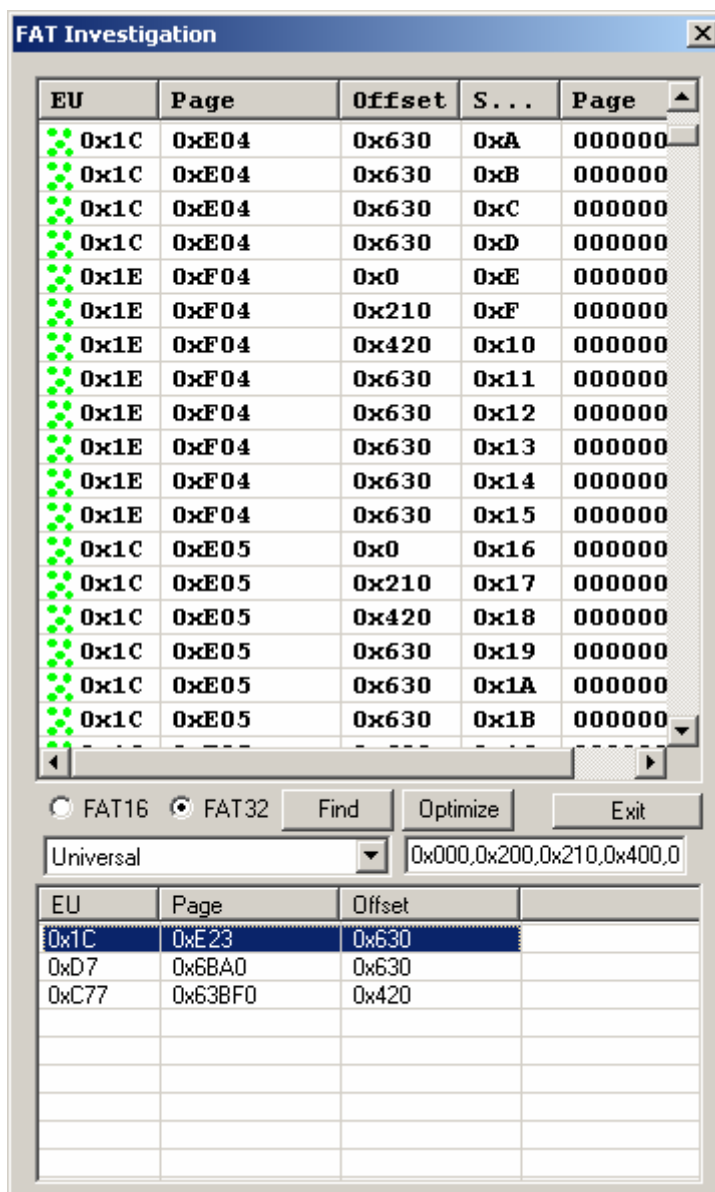 FAT Investigation
EU Page Offset S... Page
0x1C 0xE04 0x630 0xA 000000
0x1C 0xE04 0x630 0xB 000000
0x1C 0xE04 0x630 0xC 000000
0x1C 0xE04 0x630 0xD 000000
0x1E 0xF04 0x0 0xE 000000
0x1E 0xF04 0x210 0xF 000000
0x1E 0xF04 0x420 0x10 000000
0x1E 0xF04 0x630 0x11 000000
0x1E 0xF04 0x630 0x12 000000
0x1E 0xF04 0x630 0x13 000000
0x1E 0xF04 0x630 0x14 000000
0x1E 0xF04 0x630 0x15 000000
0x1C 0xE05 0x0 0x16 000000
0x1C 0xE05 0x210 0x17 000000
0x1C 0xE05 0x420 0x18 000000
0x1C 0xE05 0x630 0x19 000000
0x1C 0xE05 0x630 0x1A 000000
0x1C 0xE05 0x630 0x1B 000000
FAT16 FAT32 Find Optimize Exit
Universal 0x000,0x200,0x210,0x400,0
EU Page Offset
0x1C 0xE23 0x630
0xD7 0x6BA0 0x630
0xC77 0x63BF0 0x420